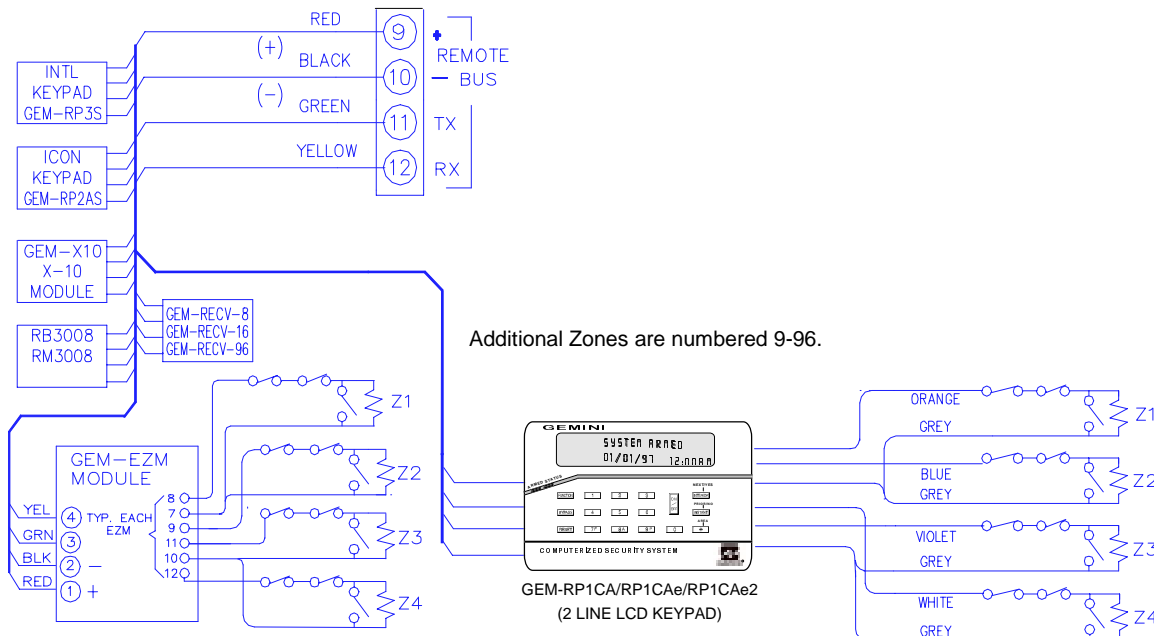 RED
9
+
REMOTE
(+)
BLACK
10
– BUS
(–)
GREEN
11
TX
YELLOW
12
RX
INTL
KEYPAD
GEM-RP3S
ICON
KEYPAD
GEM-RP2AS
GEM-X10
X-10
MODULE
RB3008
RM3008
GEM-RECV-8
GEM-RECV-16
GEM-RECV-96
Additional Zones are numbered 9-96.
GEM-EZM
MODULE
YEL
4
TYP. EACH
EZM
GRN
3
BLK
2
–
RED
1
+
8
7
9
11
10
12
Z1
Z2
Z3
Z4
GEMINI
SYSTEM ARMED
01/01/97 12:00AM
ARMED STATUS
COMPUTERIZED SECURITY SYSTEM
GEM-RP1CA/RP1CAe/RP1CAe2
(2 LINE LCD KEYPAD)
ORANGE
GREY
Z1
BLUE
GREY
Z2
VIOLET
GREY
Z3
WHITE
GREY
Z4